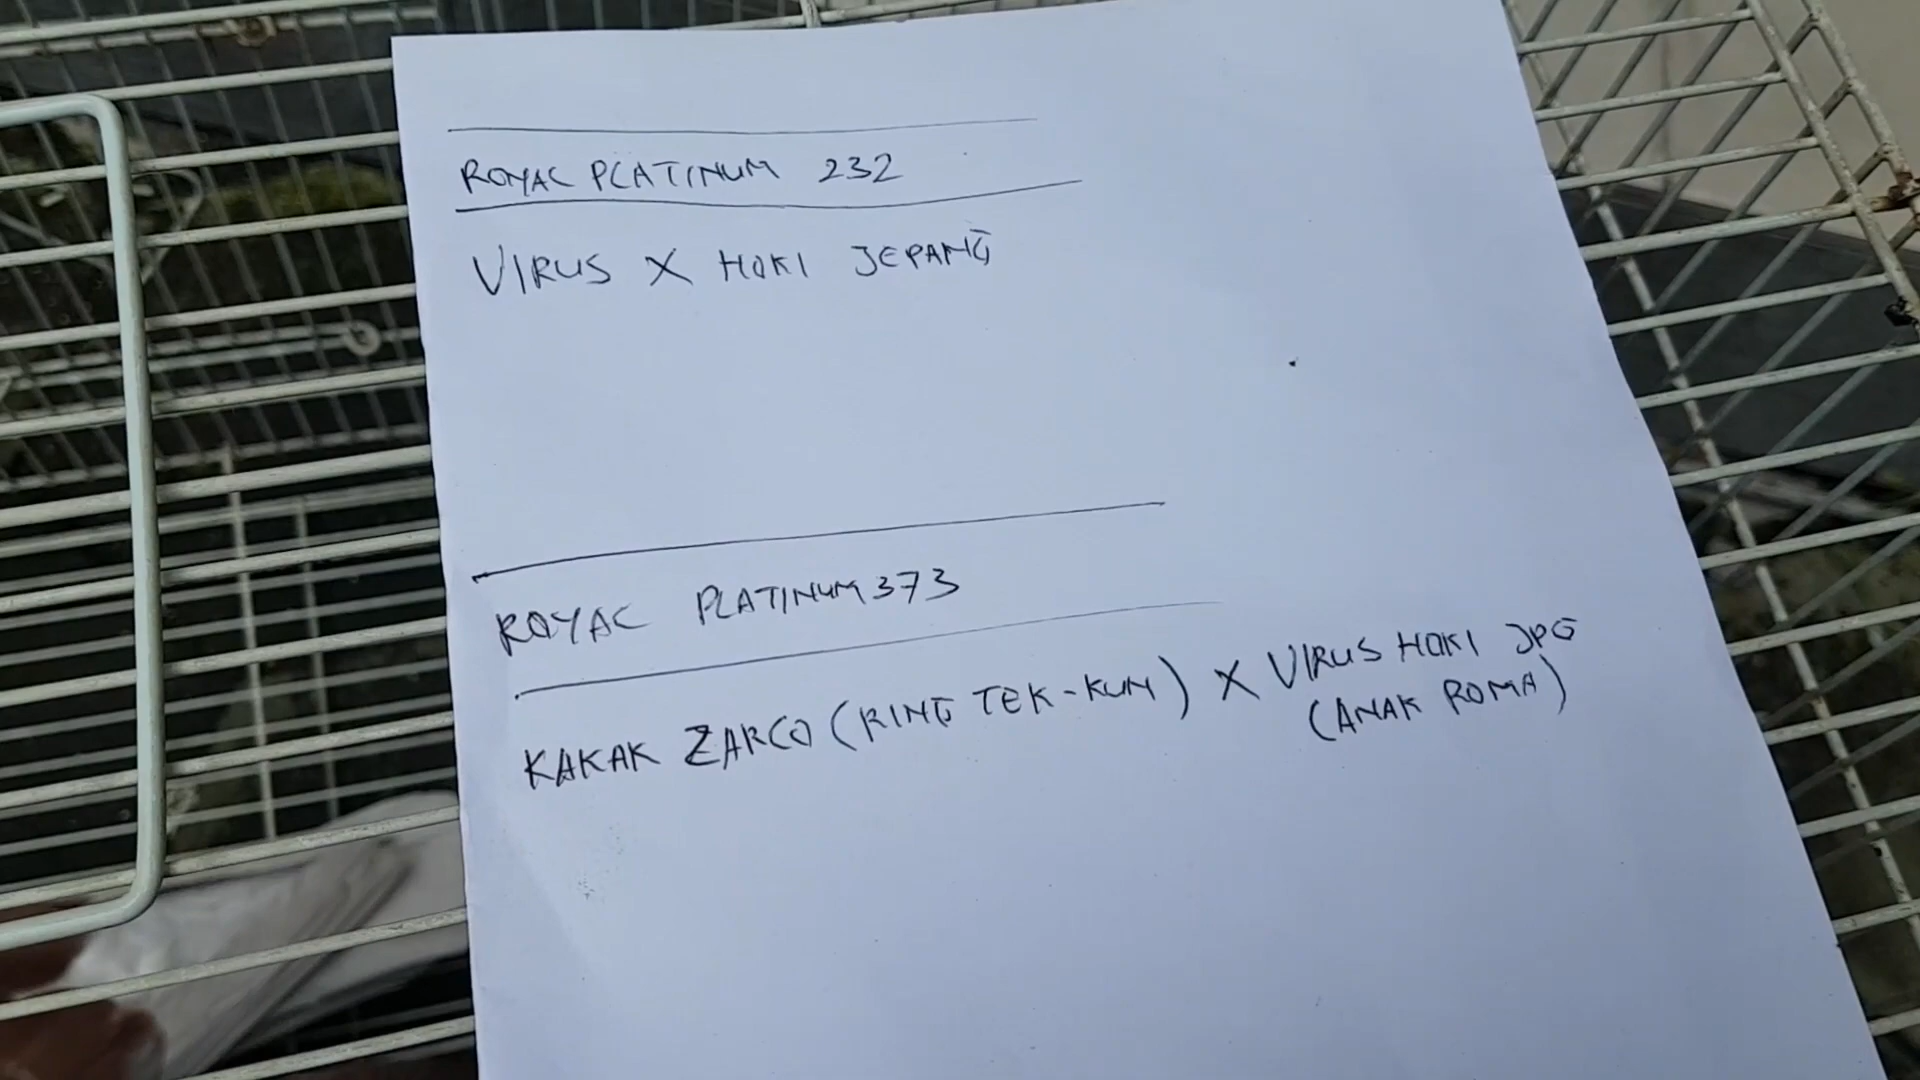 ROYAL PLATINUM 232
VIRUS X HOKI JEPANG
ROYAL PLATINUM 373
KAKAK ZARCO (RING TEK-KUM) X VIRUS HOKI JPG
(ANAK ROMA)